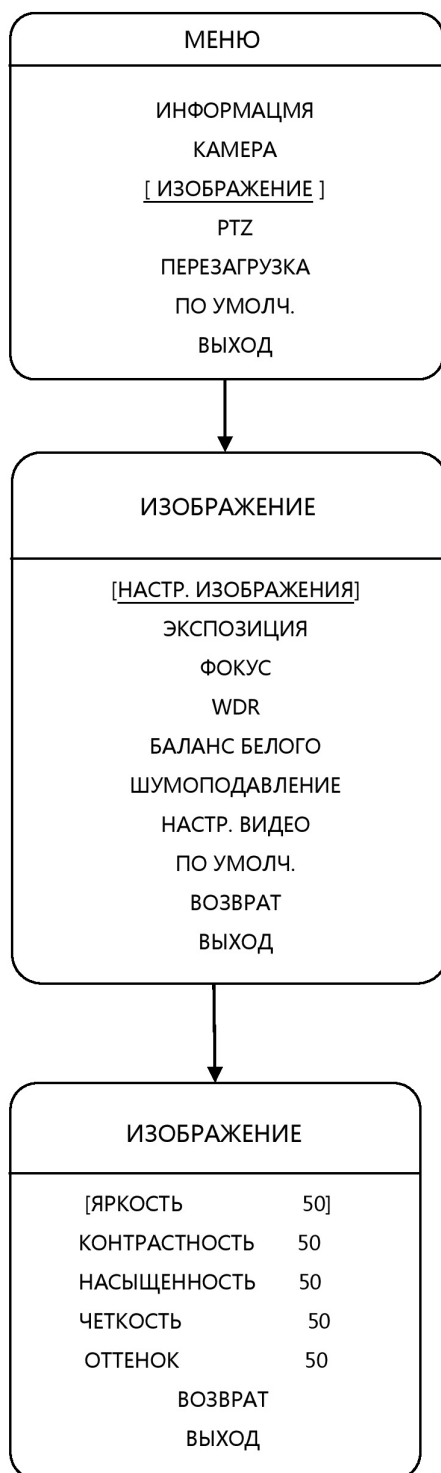 МЕНЮ
ИНФОРМАЦМЯ
КАМЕРА
[ ИЗОБРАЖЕНИЕ ]
PTZ
ПЕРЕЗАГРУЗКА
ПО УМОЛЧ.
ВЫХОД
ИЗОБРАЖЕНИЕ
[НАСТР. ИЗОБРАЖЕНИЯ]
ЭКСПОЗИЦИЯ
ФОКУС
WDR
БАЛАНС БЕЛОГО
ШУМОПОДАВЛЕНИЕ
НАСТР. ВИДЕО
ПО УМОЛЧ.
ВОЗВРАТ
ВЫХОД
ИЗОБРАЖЕНИЕ
[ЯРКОСТЬ 50]
КОНТРАСТНОСТЬ 50
НАСЫЩЕННОСТЬ 50
ЧЕТКОСТЬ 50
ОТТЕНОК 50
ВОЗВРАТ
ВЫХОД